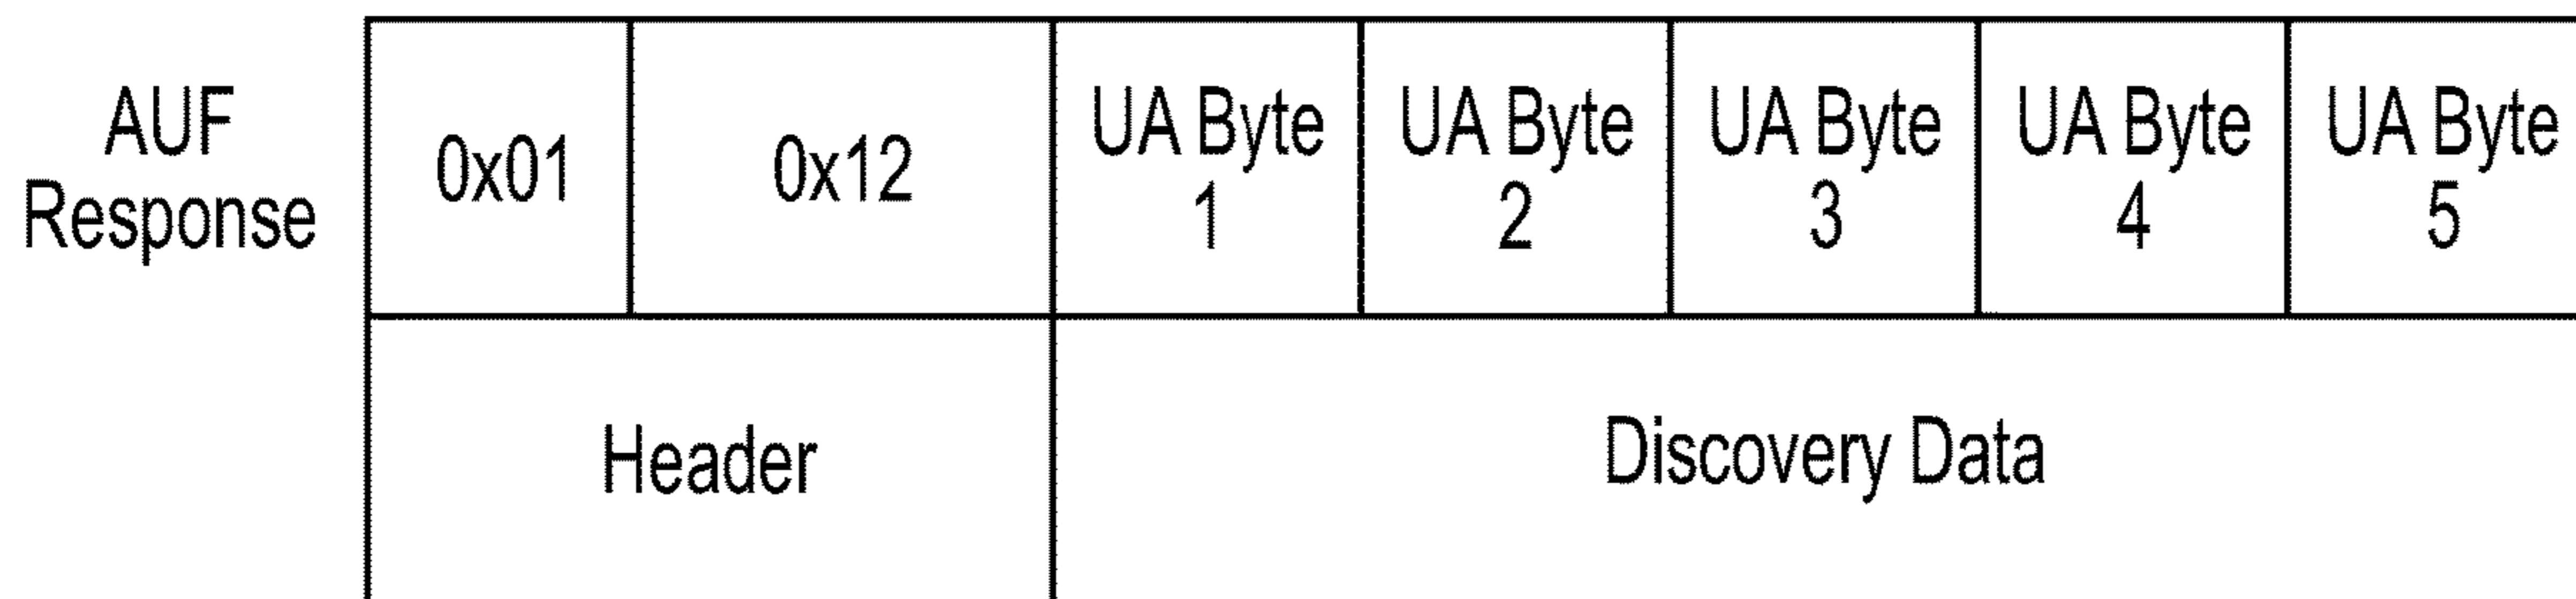 AUF
Response
0x01
0x12
UA Byte
1
UA Byte
2
UA Byte
3
UA Byte
4
UA Byte
5
Header
Discovery Data